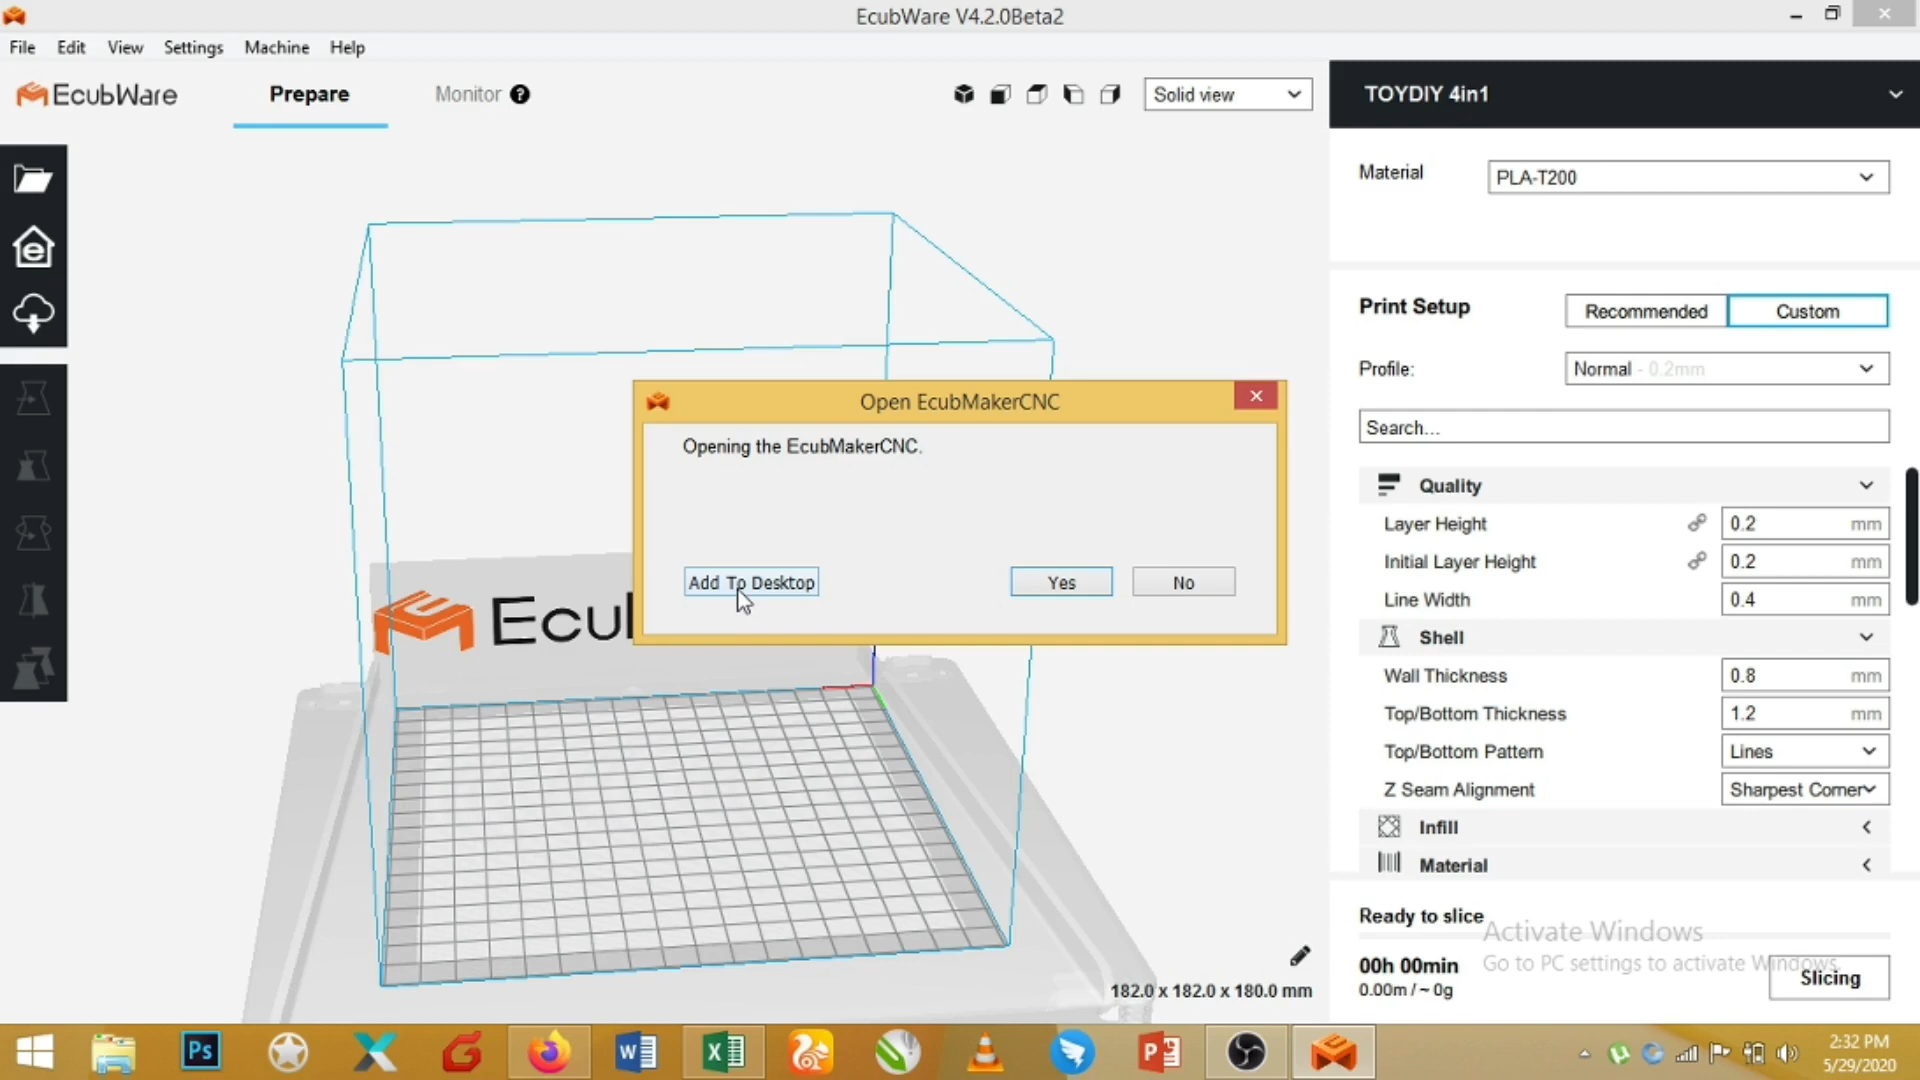 EcubWare V4.2.0Beta2
File Edit View Settings Machine Help
EcubWare
Prepare
Monitor ?
Solid view
TOYDIY 4in1
Material
PLA-T200
Print Setup
Recommended
Custom
Profile:
Normal - 0.2mm
Search...
Quality
Layer Height 0.2 mm
Initial Layer Height 0.2 mm
Line Width 0.4 mm
Shell
Wall Thickness 0.8 mm
Top/Bottom Thickness 1.2 mm
Top/Bottom Pattern Lines
Z Seam Alignment Sharpest Corner
Infill
Material
Open EcubMakerCNC
Opening the EcubMakerCNC.
Add To Desktop
Yes
No
Ecu
182.0 x 182.0 x 180.0 mm
Ready to slice
Activate Windows
Go to PC settings to activate Windows.
00h 00min
0.00m / ~ 0g
Slicing
Ps
2:32 PM
5/29/2020